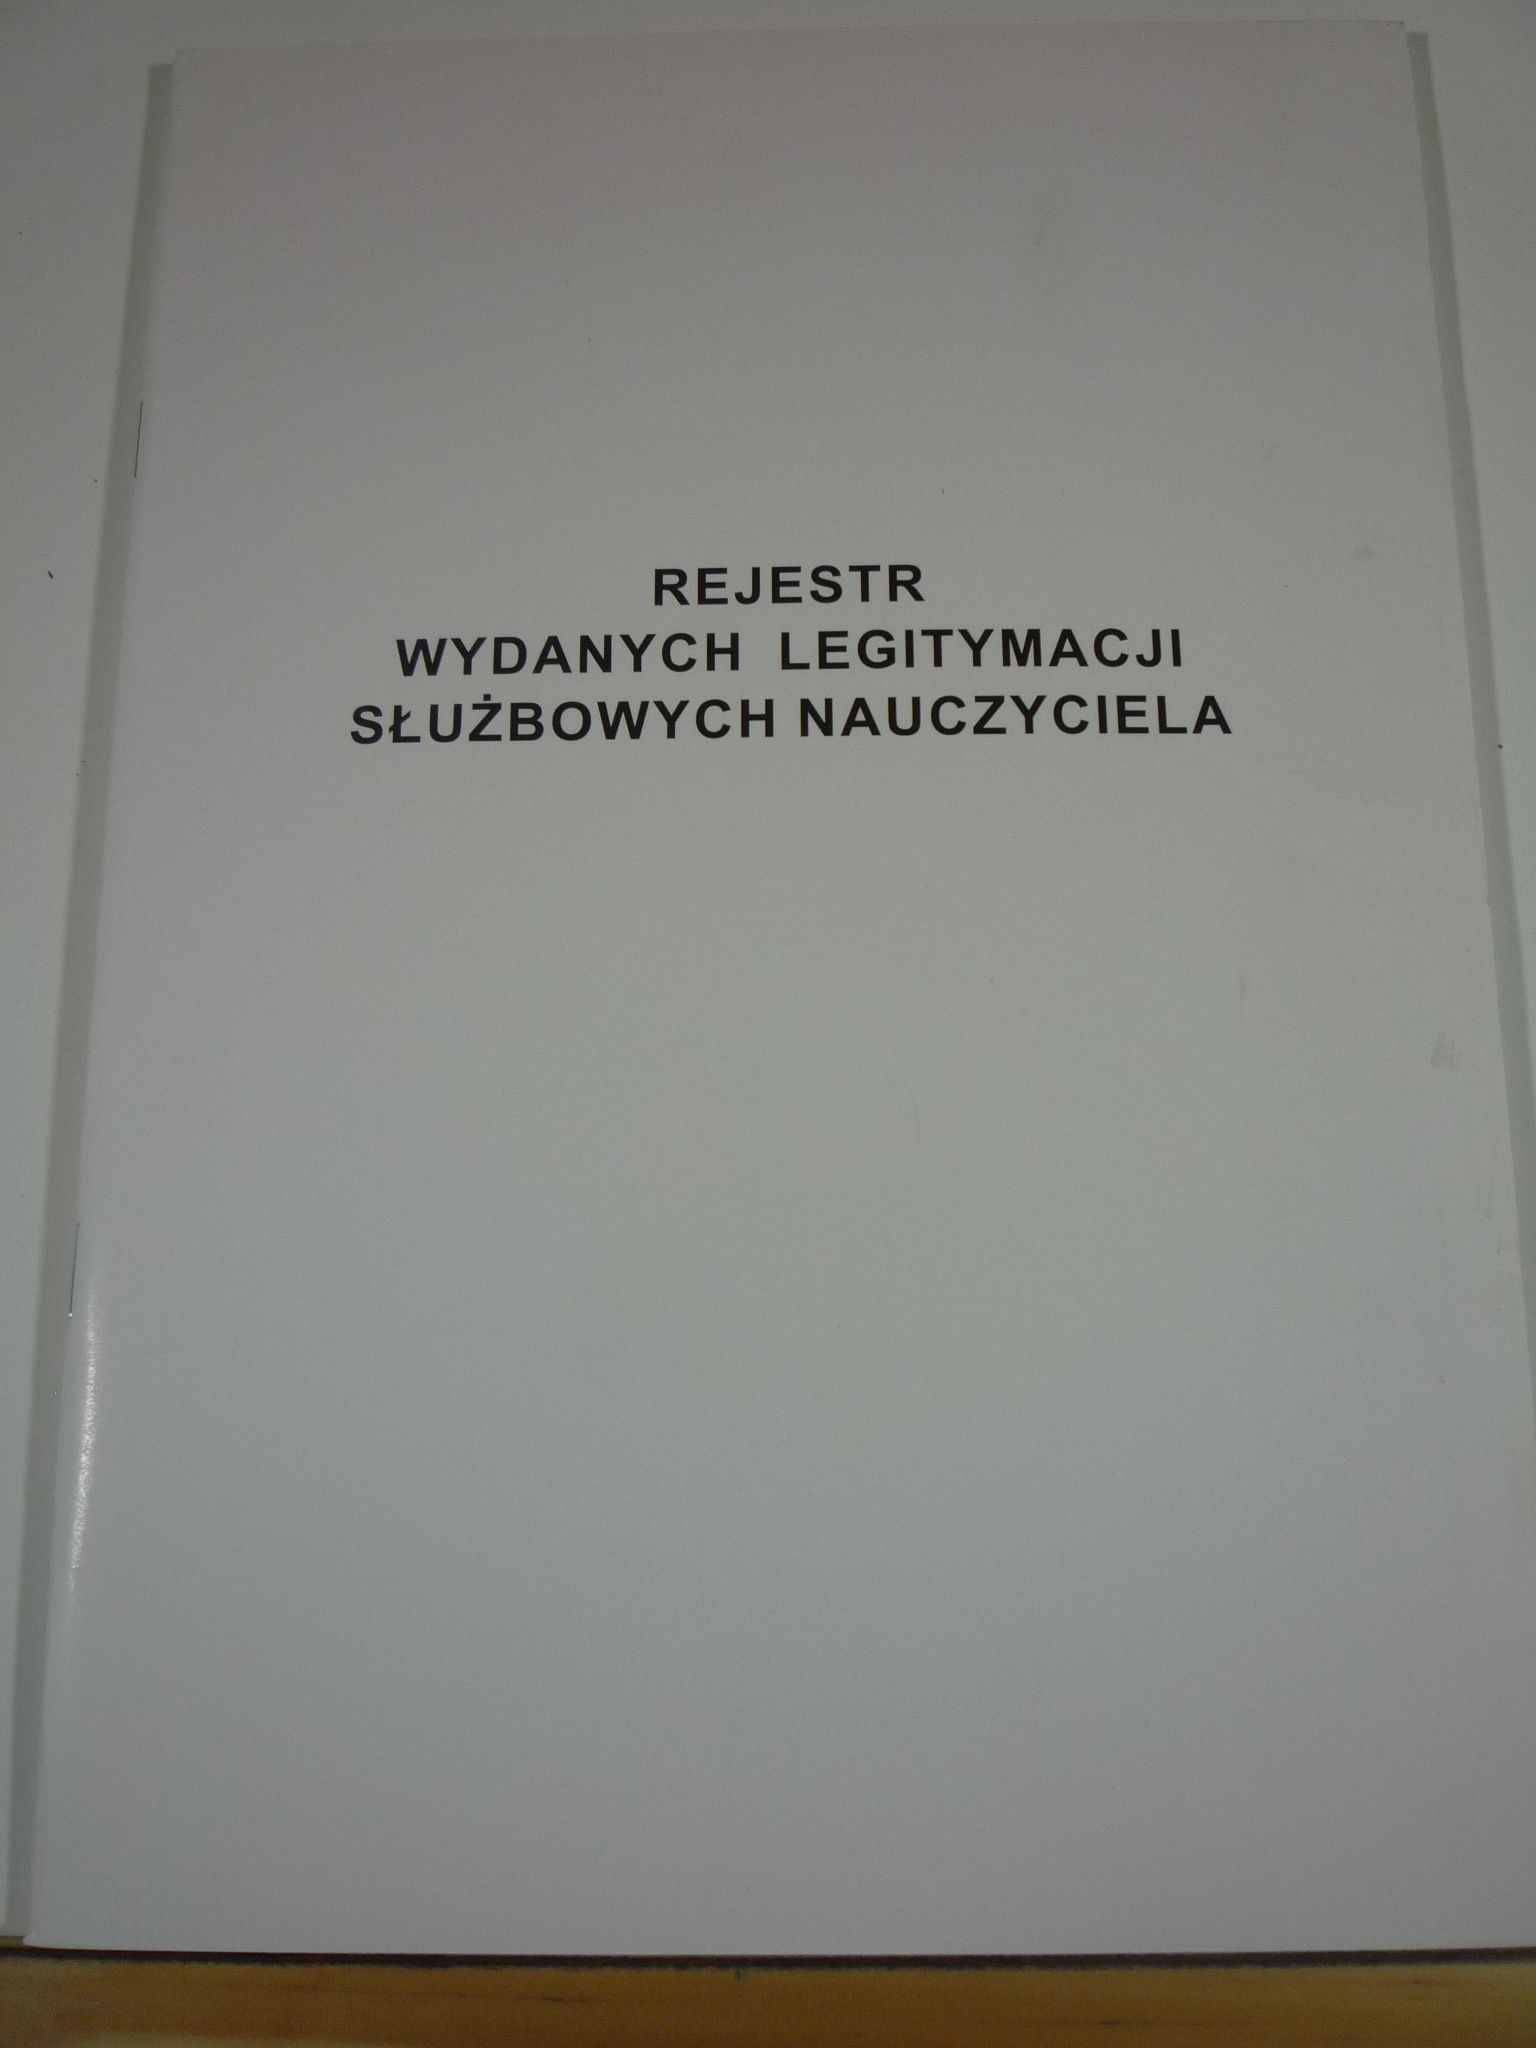 REJESTR
WYDANYCH LEGITYMACJI
SŁUŻBOWYCH NAUCZYCIELA